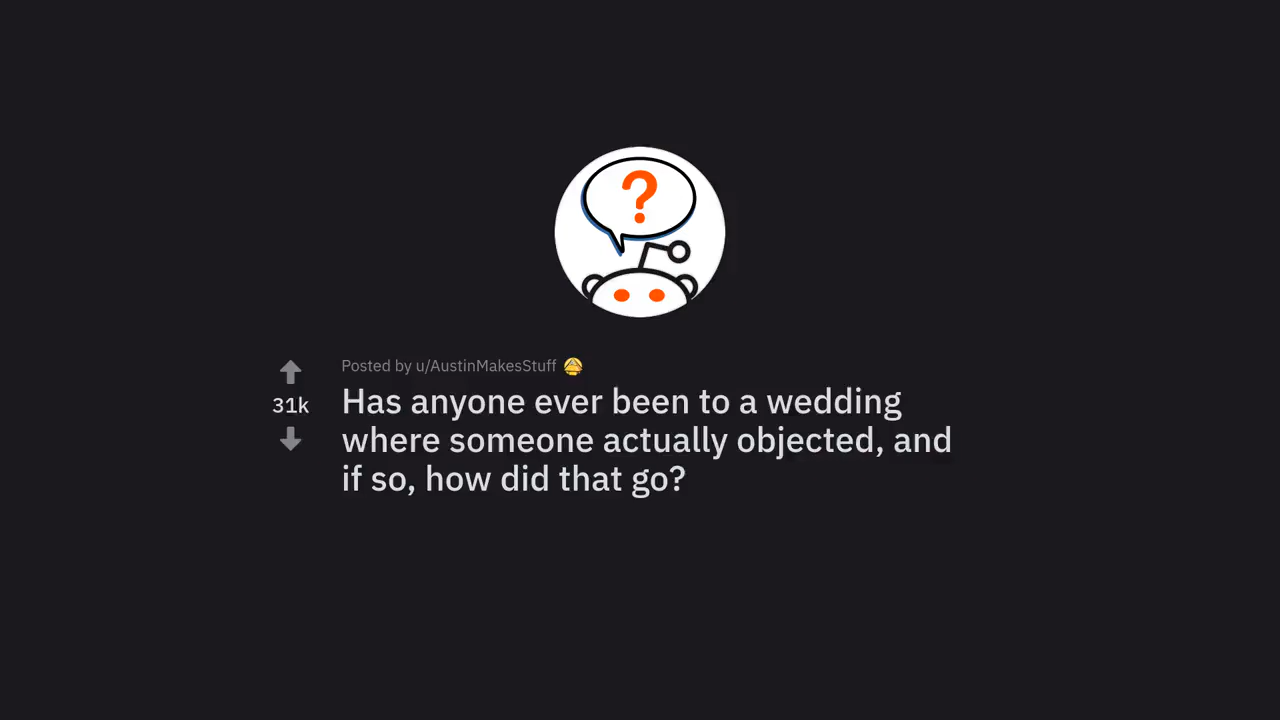 ?
Posted by u/AustinMakesStuff
31k
Has anyone ever been to a wedding
where someone actually objected, and
if so, how did that go?